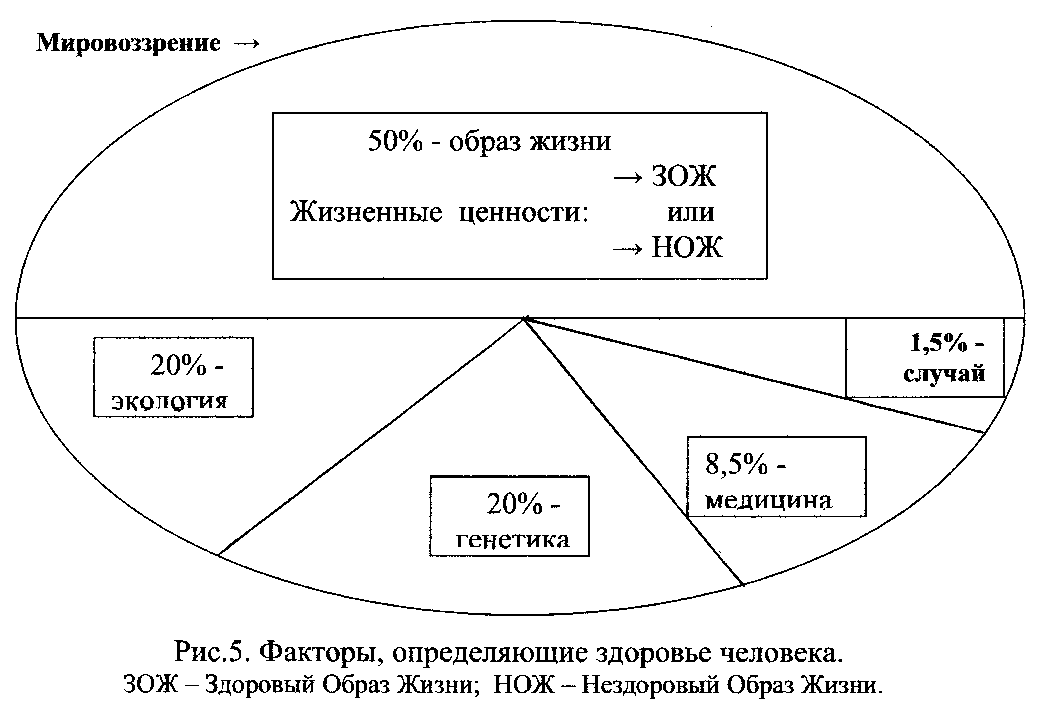 Мировоззрение →
50% - образ жизни
→ ЗОЖ
Жизненные ценности: или
→ НОЖ
20% -
экология
1,5% -
случай
8,5% -
медицина
20% -
генетика
Рис.5. Факторы, определяющие здоровье человека.
ЗОЖ – Здоровый Образ Жизни; НОЖ – Нездоровый Образ Жизни.